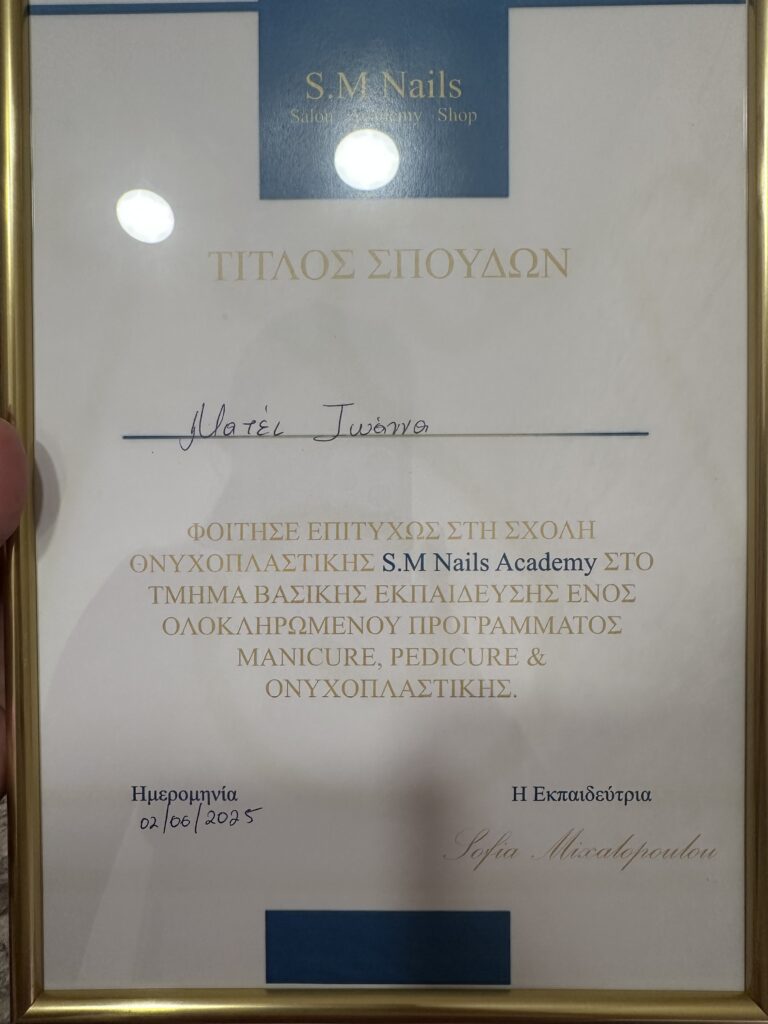 S.M Nails
Salon Academy Shop
ΤΙΤΛΟΣ ΣΠΟΥΔΩΝ
Ματέι Ιωάννα
ΦΟΙΤΗΣΕ ΕΠΙΤΥΧΩΣ ΣΤΗ ΣΧΟΛΗ
ΟΝΥΧΟΠΛΑΣΤΙΚΗΣ S.M Nails Academy ΣΤΟ
ΤΜΗΜΑ ΒΑΣΙΚΗΣ ΕΚΠΑΙΔΕΥΣΗΣ ΕΝΟΣ
ΟΛΟΚΛΗΡΩΜΕΝΟΥ ΠΡΟΓΡΑΜΜΑΤΟΣ
MANICURE, PEDICURE &
ΟΝΥΧΟΠΛΑΣΤΙΚΗΣ.
Ημερομηνία Η Εκπαιδεύτρια
02/06/2025
Sofia Mixalopoulou